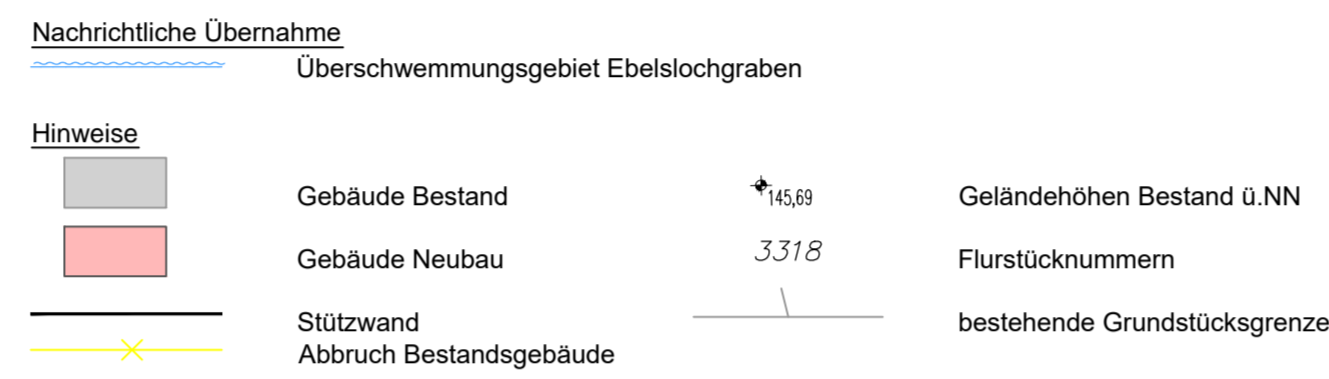 Nachrichtliche Übernahme
Überschwemmungsgebiet Ebelslochgraben
Hinweise
Gebäude Bestand
145,69 Geländehöhen Bestand ü.NN
Gebäude Neubau
3318 Flurstücknummern
Stützwand
bestehende Grundstücksgrenze
Abbruch Bestandsgebäude